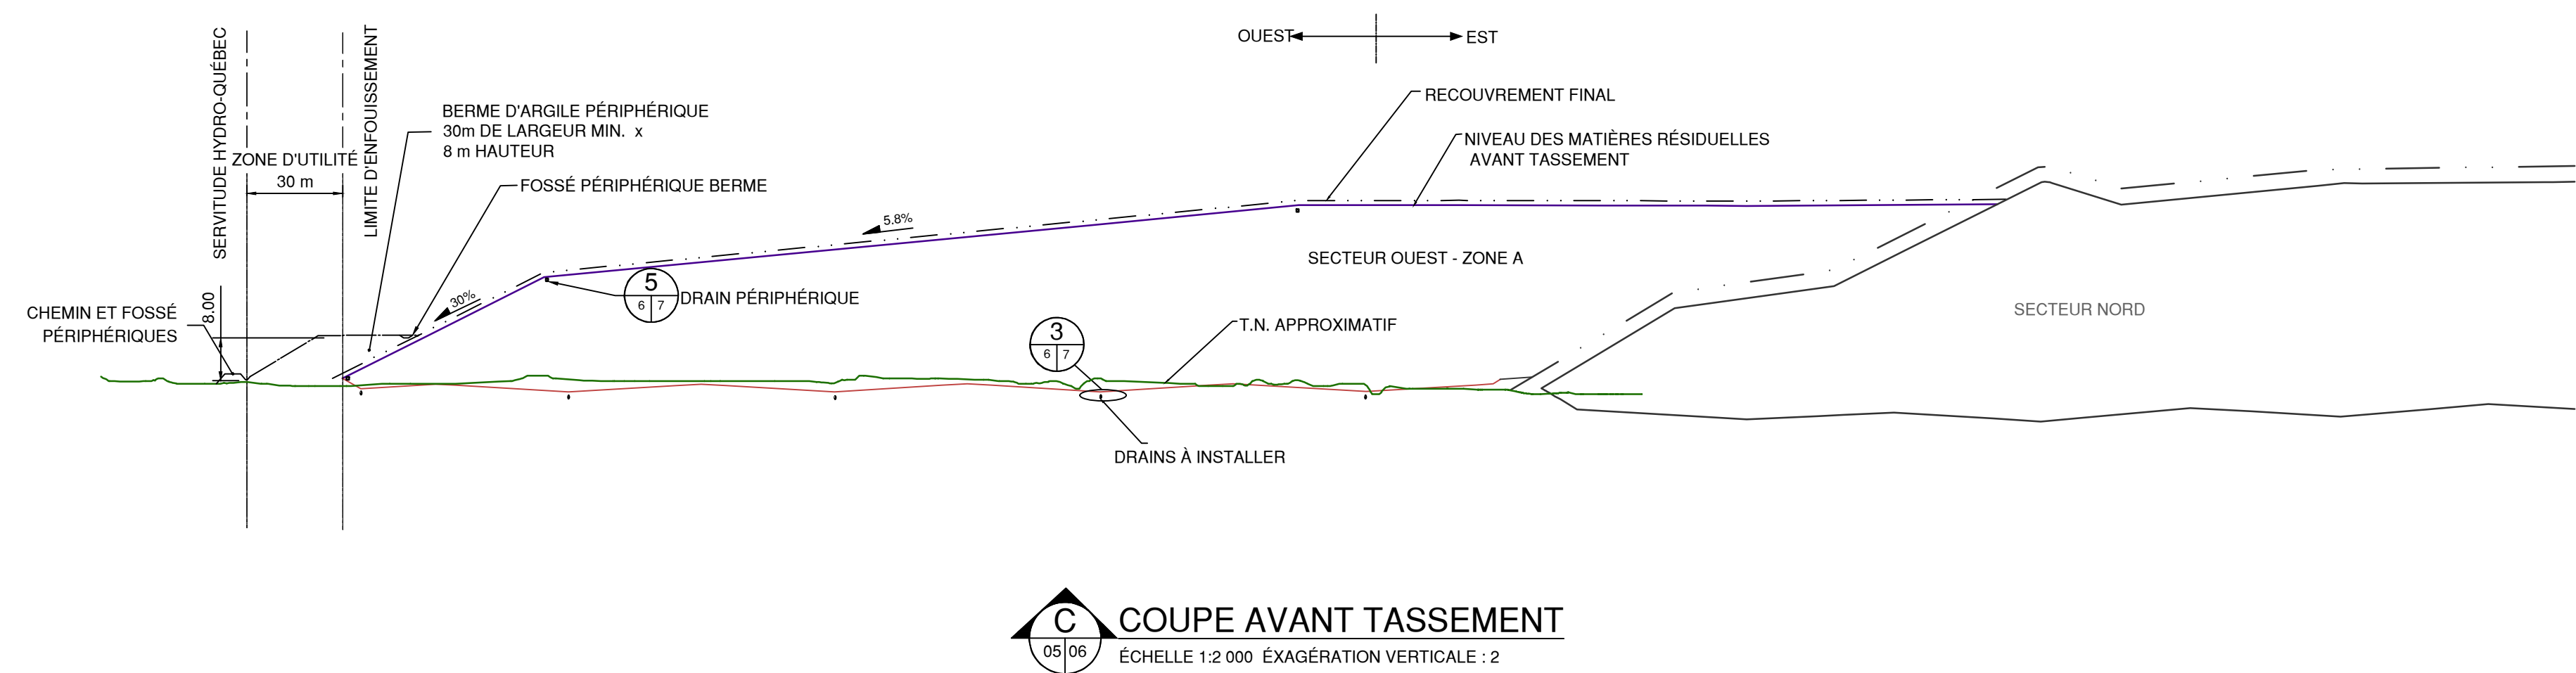 SERVITUDE HYDRO-QUÉBEC
LIMITE D'ENFOUISSEMENT
ZONE D'UTILITÉ
30 m
BERME D'ARGILE PÉRIPHÉRIQUE
30m DE LARGEUR MIN. x
8 m HAUTEUR
FOSSÉ PÉRIPHÉRIQUE BERME
OUEST
EST
RECOUVREMENT FINAL
NIVEAU DES MATIÈRES RÉSIDUELLES
AVANT TASSEMENT
5.8%
SECTEUR OUEST - ZONE A
SECTEUR NORD
CHEMIN ET FOSSÉ
PÉRIPHÉRIQUES
8.00
30%
5
6 7
DRAIN PÉRIPHÉRIQUE
3
6 7
T.N. APPROXIMATIF
DRAINS À INSTALLER
C
05 06
COUPE AVANT TASSEMENT
ÉCHELLE 1:2 000 ÉXAGÉRATION VERTICALE : 2